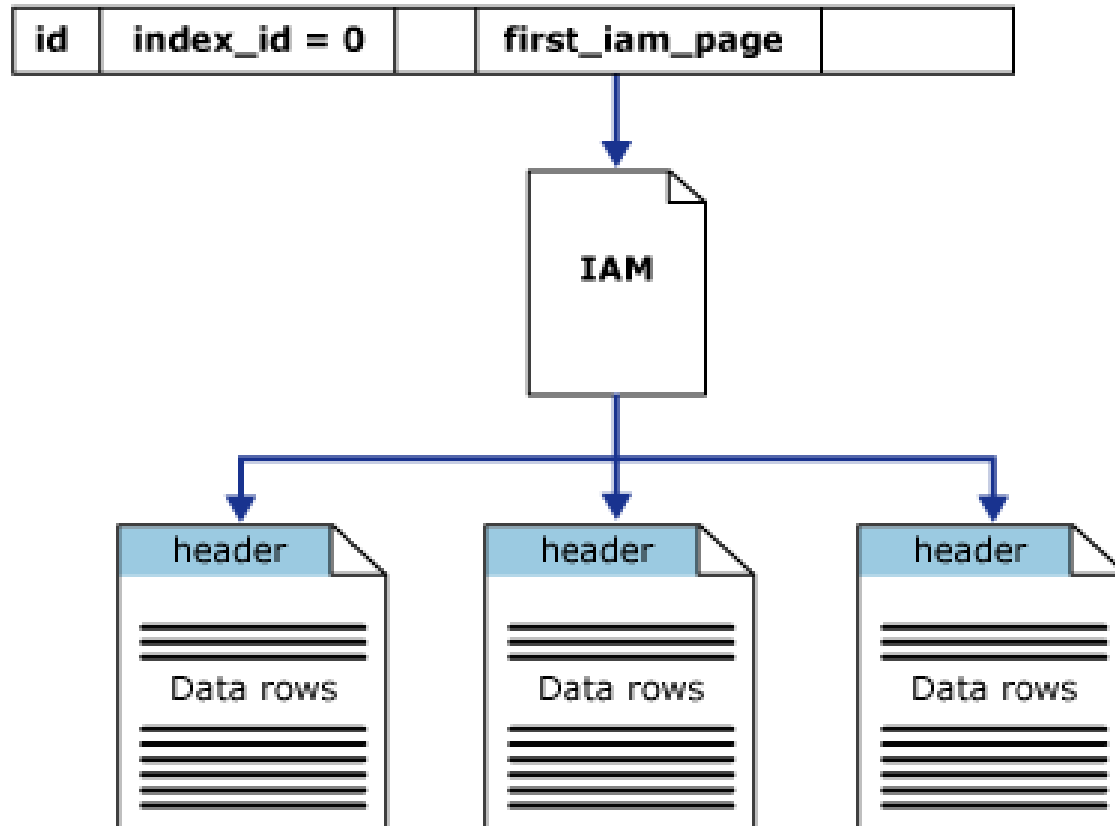 id index_id = 0 first_iam_page
IAM
header header header
Data rows Data rows Data rows